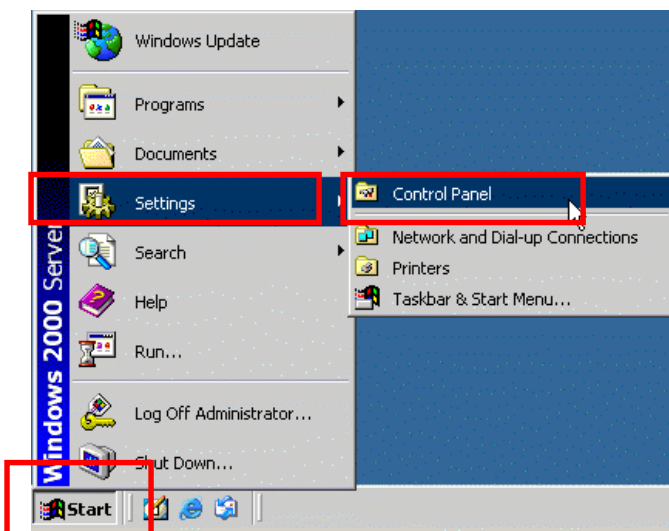 Windows Update
Programs
Documents
Settings
Search
Help
Run...
Log Off Administrator...
Shut Down...
Windows 2000 Server
Control Panel
Network and Dial-up Connections
Printers
Taskbar & Start Menu...
Start